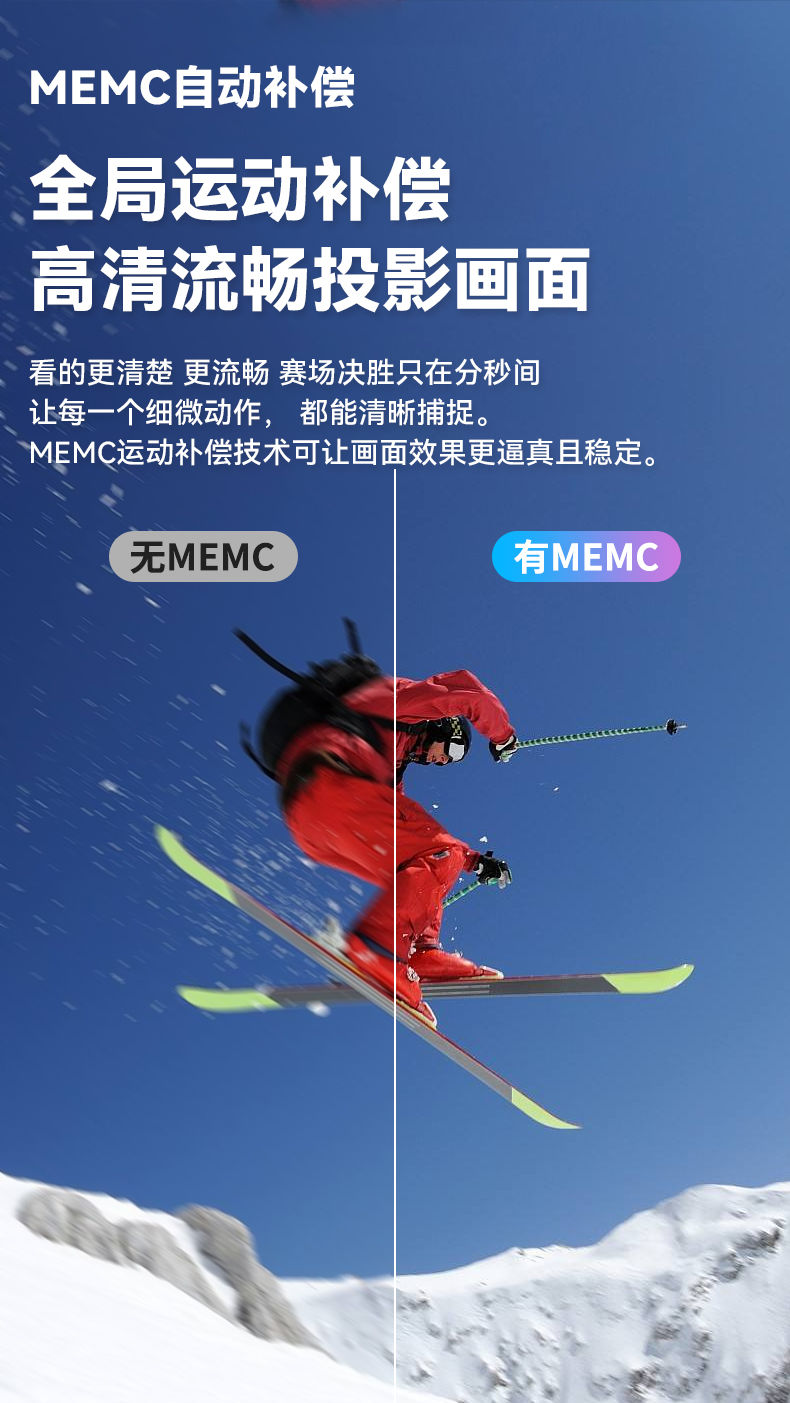 MEMC自动补偿
全局运动补偿
高清流畅投影画面
看的更清楚 更流畅 赛场决胜只在分秒间
让每一个细微动作， 都能清晰捕捉。
MEMC运动补偿技术可让画面效果更逼真且稳定。
无MEMC
有MEMC